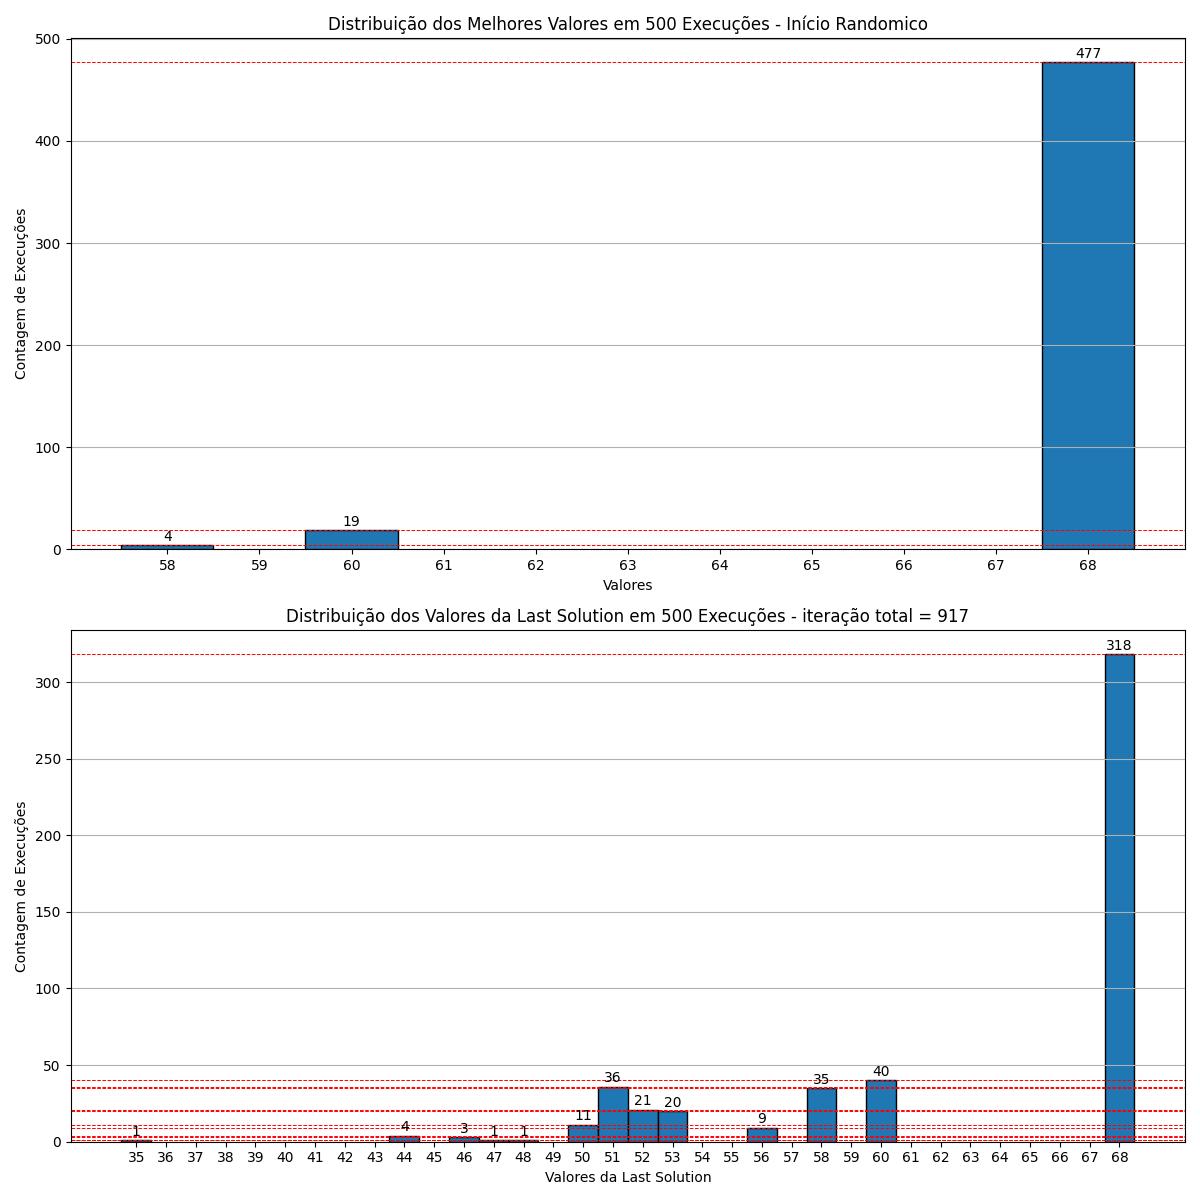 Distribuição dos Melhores Valores em 500 Execuções - Início Randomico
500
400
300
200
100
0
Contagem de Execuções
477
19
4
58 59 60 61 62 63 64 65 66 67 68
Valores
Distribuição dos Valores da Last Solution em 500 Execuções - iteração total = 917
300
250
200
150
100
50
0
Contagem de Execuções
318
1 4 3 1 1 11 36 21 20 9 35 40
35 36 37 38 39 40 41 42 43 44 45 46 47 48 49 50 51 52 53 54 55 56 57 58 59 60 61 62 63 64 65 66 67 68
Valores da Last Solution